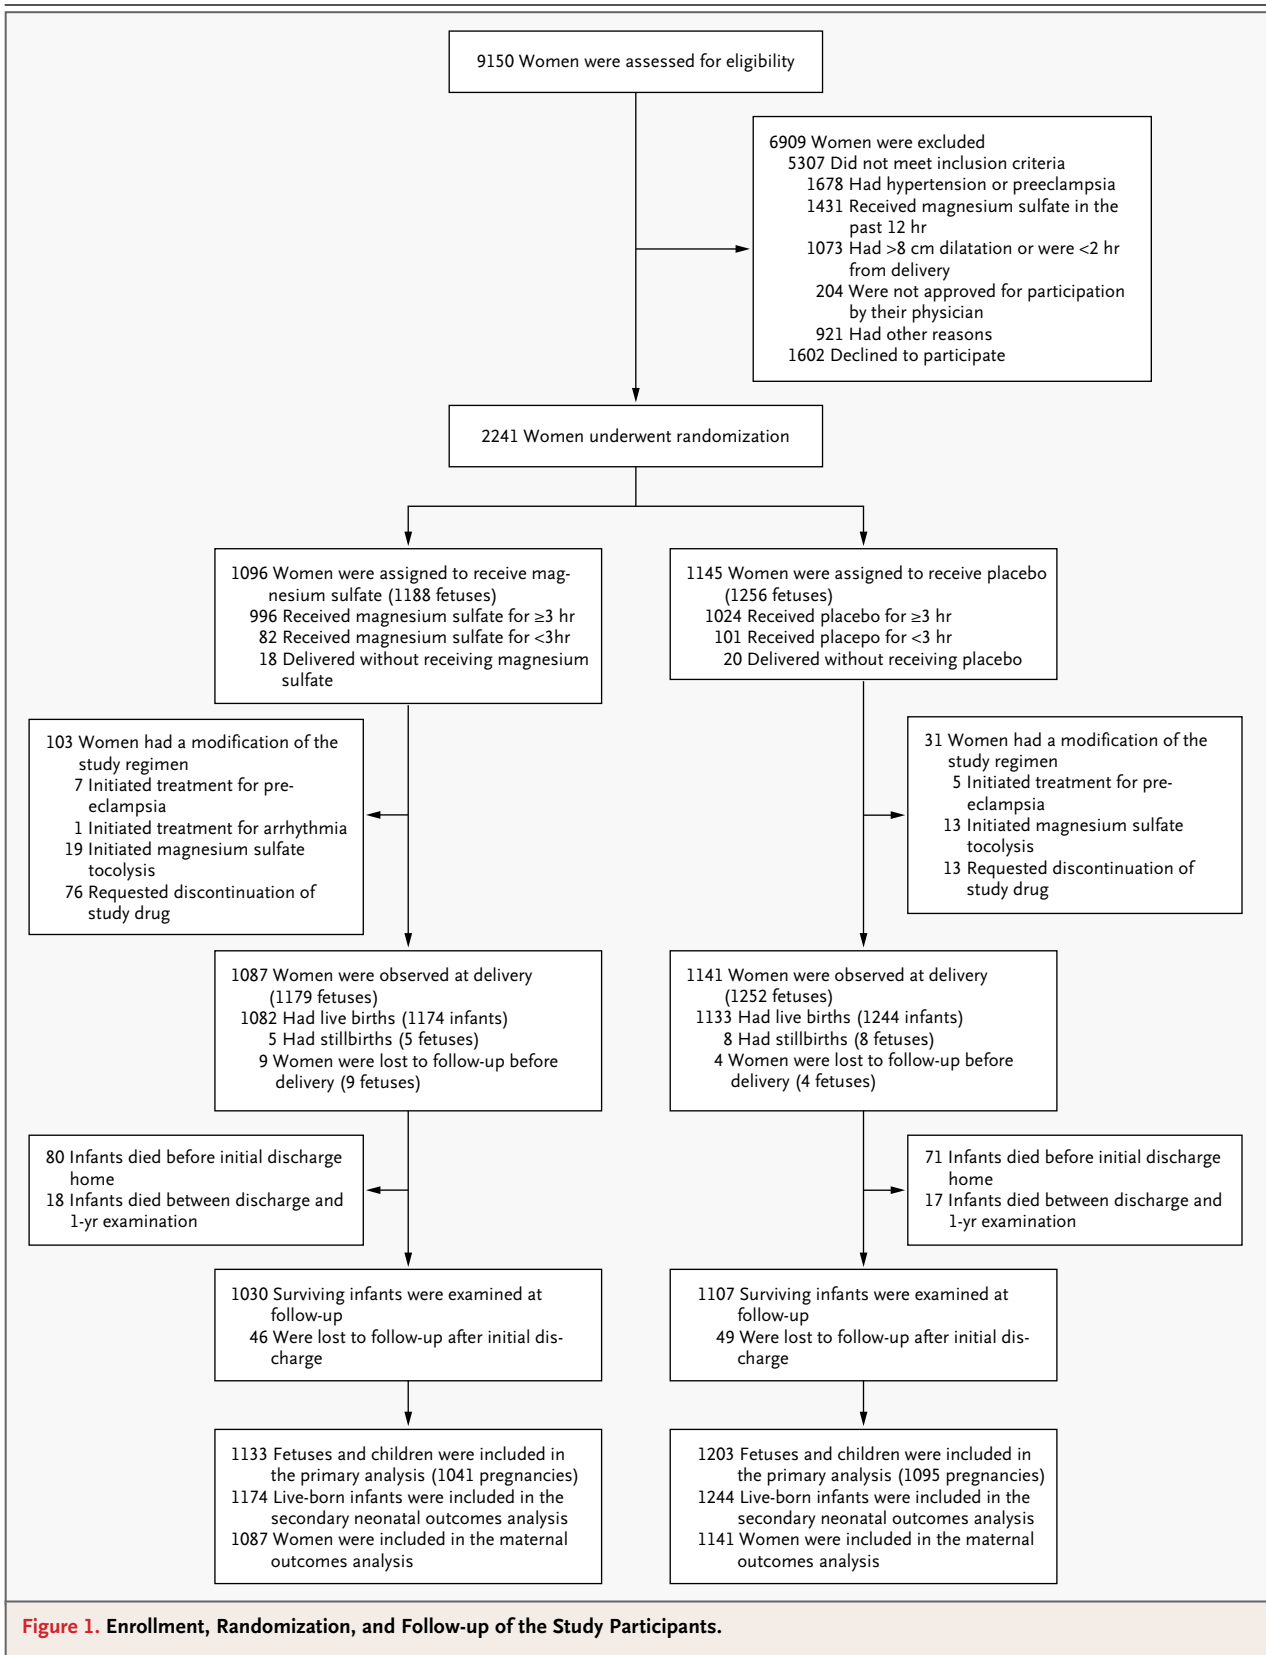 9150 Women were assessed for eligibility
6909 Women were excluded
5307 Did not meet inclusion criteria
1678 Had hypertension or preeclampsia
1431 Received magnesium sulfate in the
past 12 hr
1073 Had >8 cm dilatation or were <2 hr
from delivery
204 Were not approved for participation
by their physician
921 Had other reasons
1602 Declined to participate
2241 Women underwent randomization
1096 Women were assigned to receive mag-
nesium sulfate (1188 fetuses)
996 Received magnesium sulfate for ≥3 hr
82 Received magnesium sulfate for <3hr
18 Delivered without receiving magnesium
sulfate
1145 Women were assigned to receive placebo
(1256 fetuses)
1024 Received placebo for ≥3 hr
101 Received placepo for <3 hr
20 Delivered without receiving placebo
103 Women had a modification of the
study regimen
7 Initiated treatment for pre-
eclampsia
1 Initiated treatment for arrhythmia
19 Initiated magnesium sulfate
tocolysis
76 Requested discontinuation of
study drug
31 Women had a modification of the
study regimen
5 Initiated treatment for pre-
eclampsia
13 Initiated magnesium sulfate
tocolysis
13 Requested discontinuation of
study drug
1087 Women were observed at delivery
(1179 fetuses)
1082 Had live births (1174 infants)
5 Had stillbirths (5 fetuses)
9 Women were lost to follow-up before
delivery (9 fetuses)
1141 Women were observed at delivery
(1252 fetuses)
1133 Had live births (1244 infants)
8 Had stillbirths (8 fetuses)
4 Women were lost to follow-up before
delivery (4 fetuses)
80 Infants died before initial discharge
home
18 Infants died between discharge and
1-yr examination
71 Infants died before initial discharge
home
17 Infants died between discharge and
1-yr examination
1030 Surviving infants were examined at
follow-up
46 Were lost to follow-up after initial dis-
charge
1107 Surviving infants were examined at
follow-up
49 Were lost to follow-up after initial dis-
charge
1133 Fetuses and children were included in
the primary analysis (1041 pregnancies)
1174 Live-born infants were included in the
secondary neonatal outcomes analysis
1087 Women were included in the maternal
outcomes analysis
1203 Fetuses and children were included in
the primary analysis (1095 pregnancies)
1244 Live-born infants were included in the
secondary neonatal outcomes analysis
1141 Women were included in the maternal
outcomes analysis
Figure 1. Enrollment, Randomization, and Follow-up of the Study Participants.